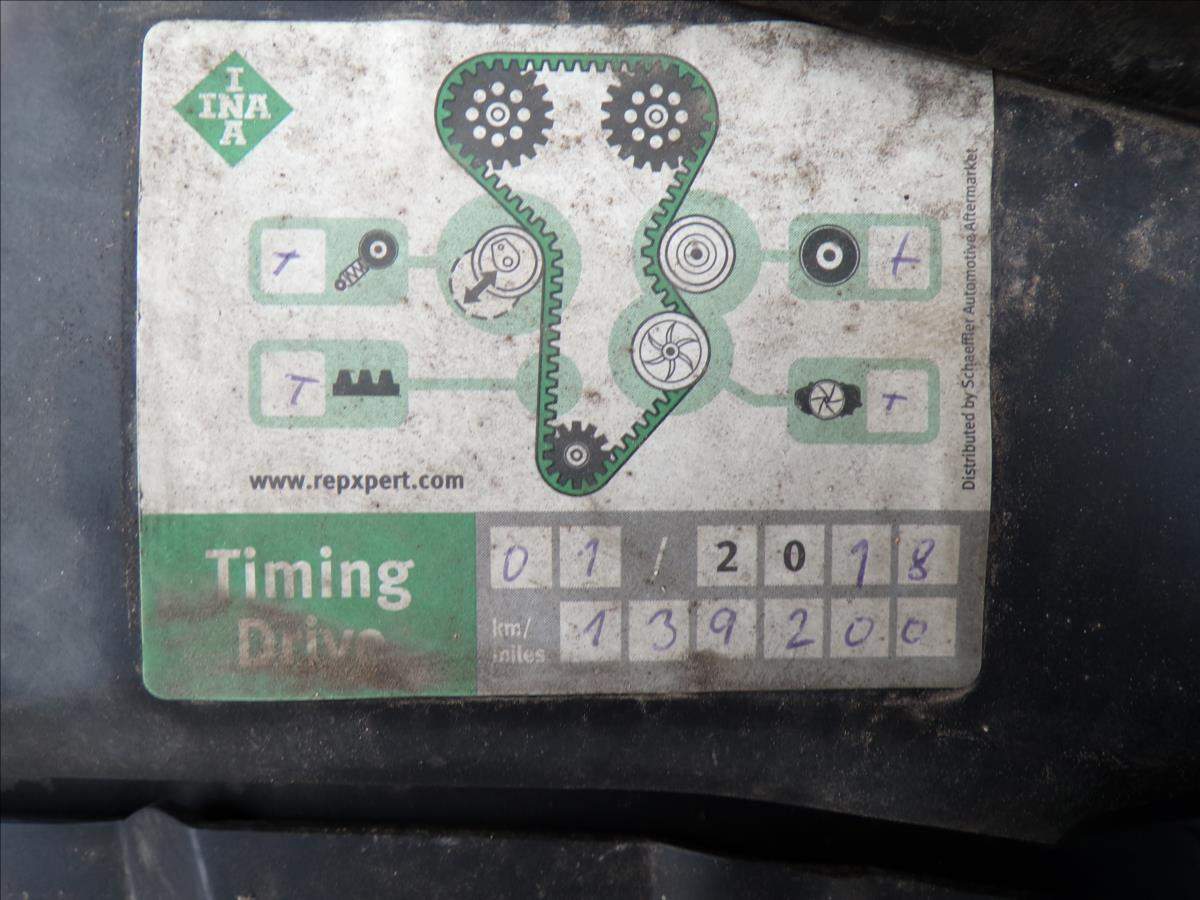 I
INA
A
+ +
+ +
www.repxpert.com
Distributed by Schaeffler Automotive Aftermarket
Timing
Drive
01 / 2018
km/
miles
139200